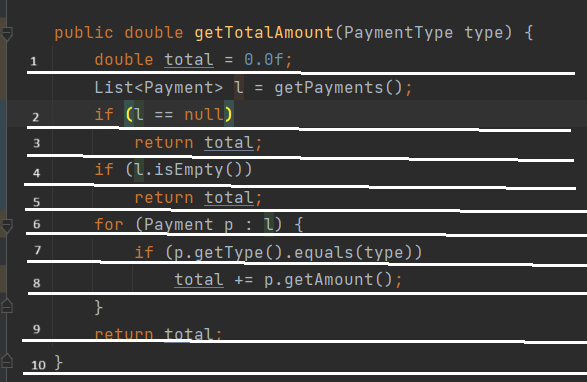 public double getTotalAmount(PaymentType type) {
1 double total = 0.0f;
List<Payment> l = getPayments();
2 if (l == null)
3 return total;
4 if (l.isEmpty())
5 return total;
6 for (Payment p : l) {
7 if (p.getType().equals(type))
8 total += p.getAmount();
}
9 return total;
10 }